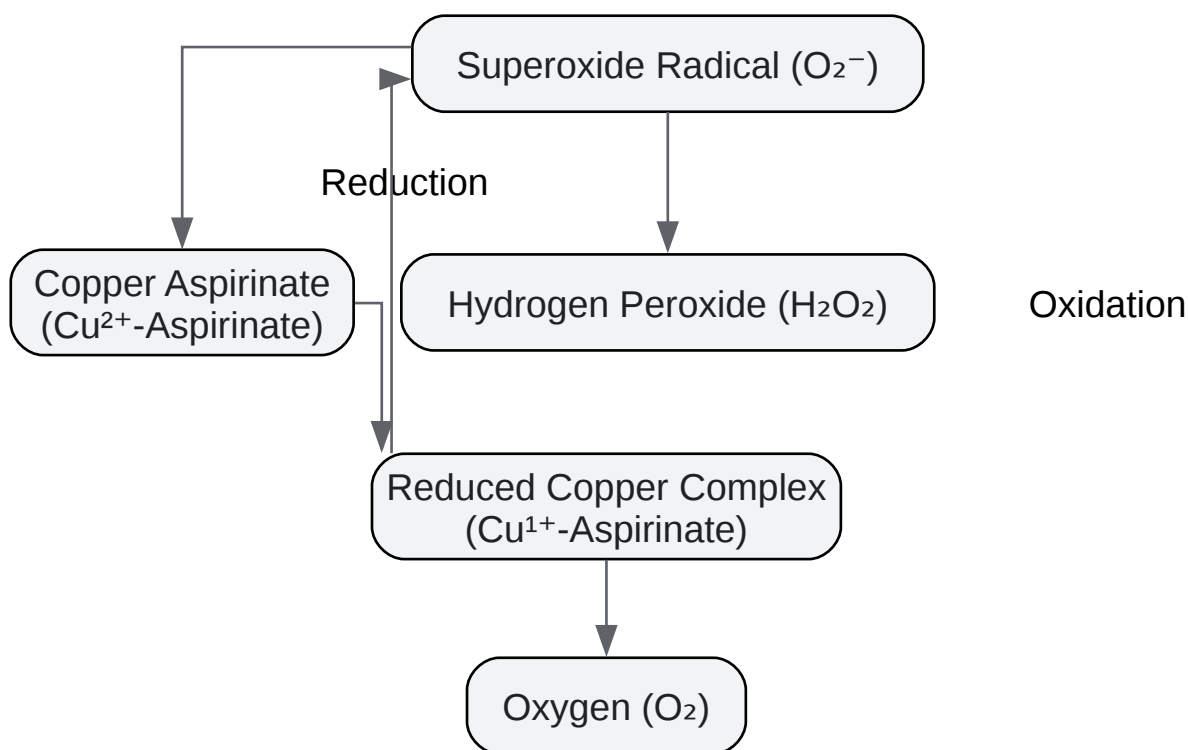 Superoxide Radical (O₂⁻)
Reduction
Copper Aspirinate
(Cu²⁺-Aspirinate)
Hydrogen Peroxide (H₂O₂)
Oxidation
Reduced Copper Complex
(Cu¹⁺-Aspirinate)
Oxygen (O₂)